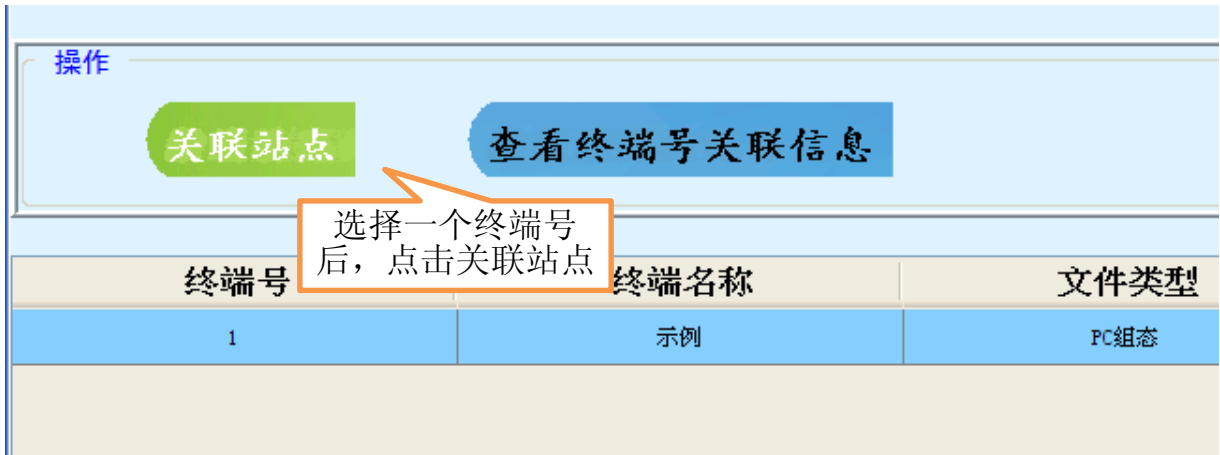 操作
关联站点
查看终端号关联信息
选择一个终端号
后，点击关联站点
终端号 终端名称 文件类型
1 示例 PC组态